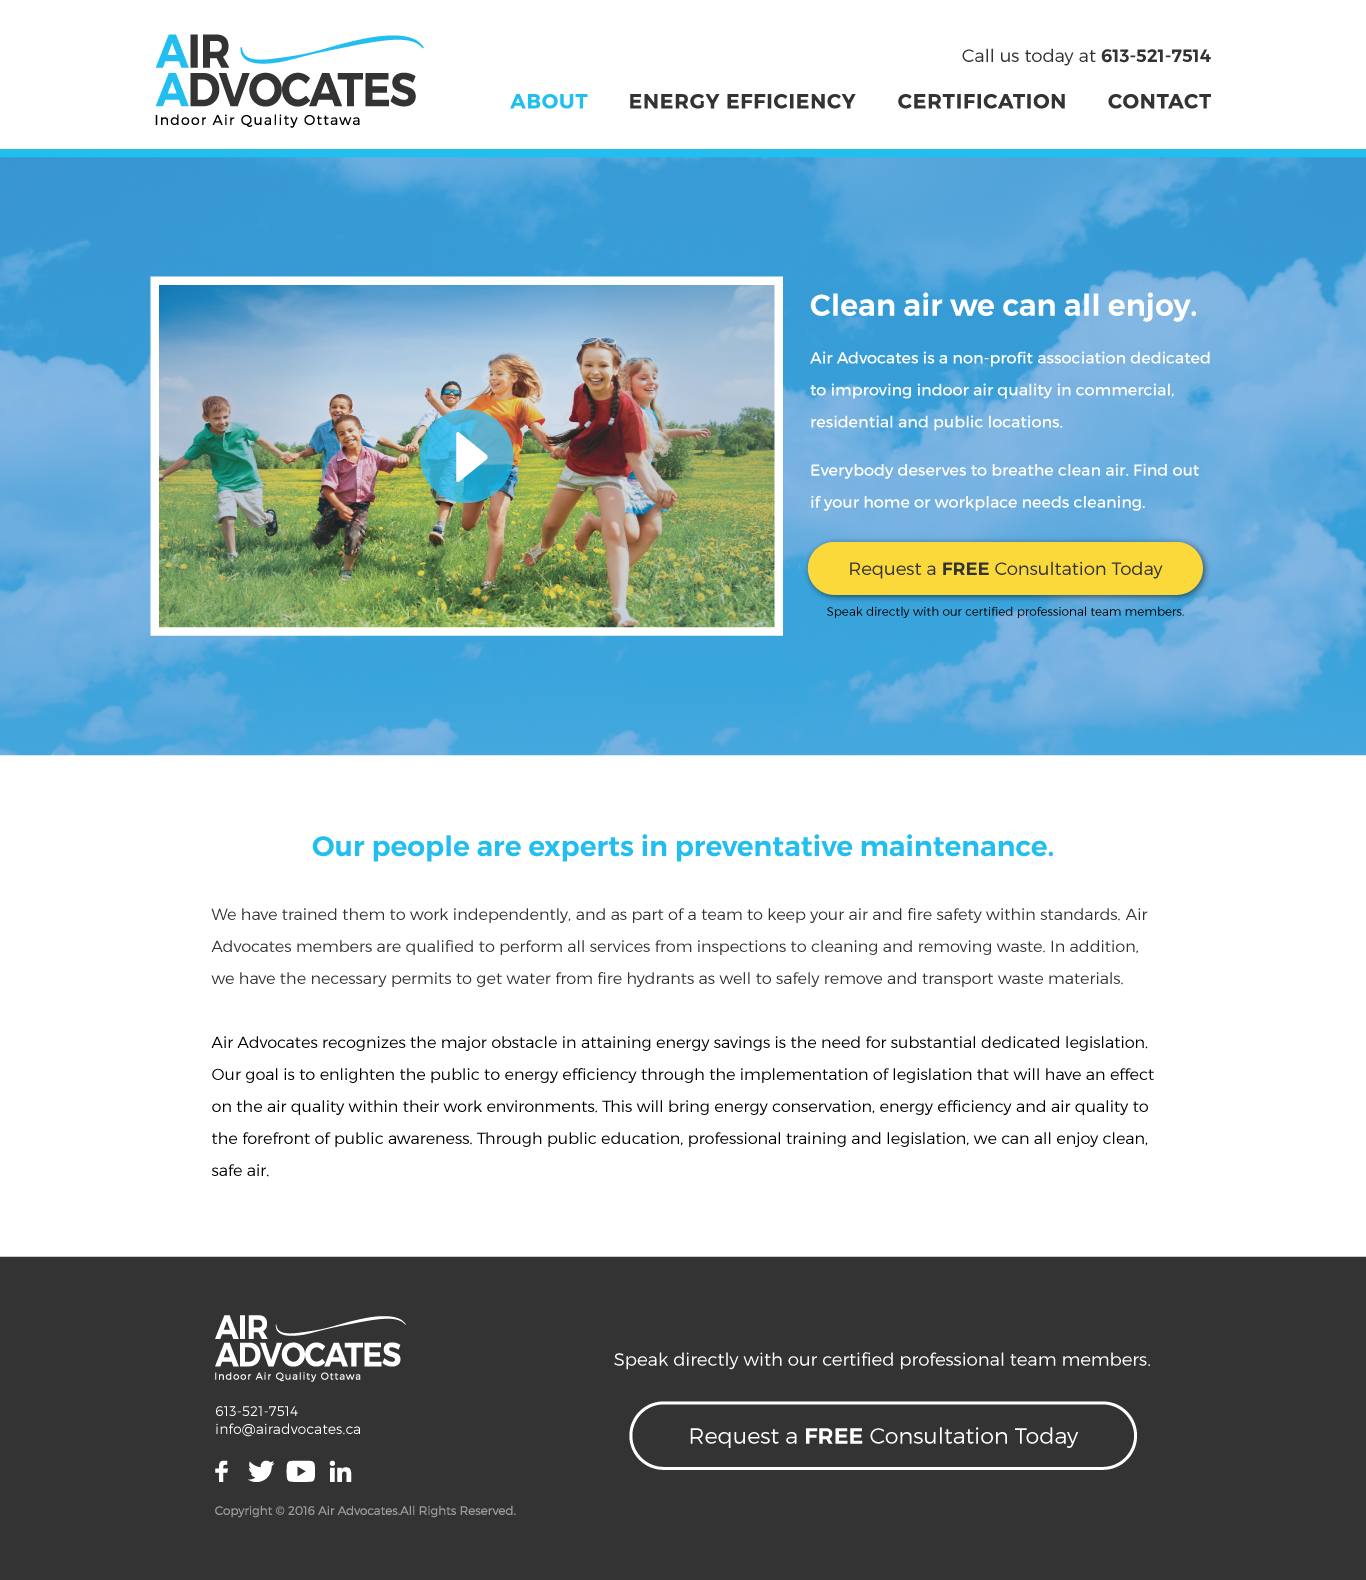 AIR
ADVOCATES
Indoor Air Quality Ottawa
Call us today at 613-521-7514
ABOUT ENERGY EFFICIENCY CERTIFICATION CONTACT
Clean air we can all enjoy.
Air Advocates is a non-profit association dedicated
to improving indoor air quality in commercial,
residential and public locations.
Everybody deserves to breathe clean air. Find out
if your home or workplace needs cleaning.
Request a FREE Consultation Today
Speak directly with our certified professional team members.
Our people are experts in preventative maintenance.
We have trained them to work independently, and as part of a team to keep your air and fire safety within standards. Air
Advocates members are qualified to perform all services from inspections to cleaning and removing waste. In addition,
we have the necessary permits to get water from fire hydrants as well to safely remove and transport waste materials.
Air Advocates recognizes the major obstacle in attaining energy savings is the need for substantial dedicated legislation.
Our goal is to enlighten the public to energy efficiency through the implementation of legislation that will have an effect
on the air quality within their work environments. This will bring energy conservation, energy efficiency and air quality to
the forefront of public awareness. Through public education, professional training and legislation, we can all enjoy clean,
safe air.
AIR
ADVOCATES
Indoor Air Quality Ottawa
613-521-7514
info@airadvocates.ca
Copyright © 2016 Air Advocates.All Rights Reserved.
Speak directly with our certified professional team members.
Request a FREE Consultation Today